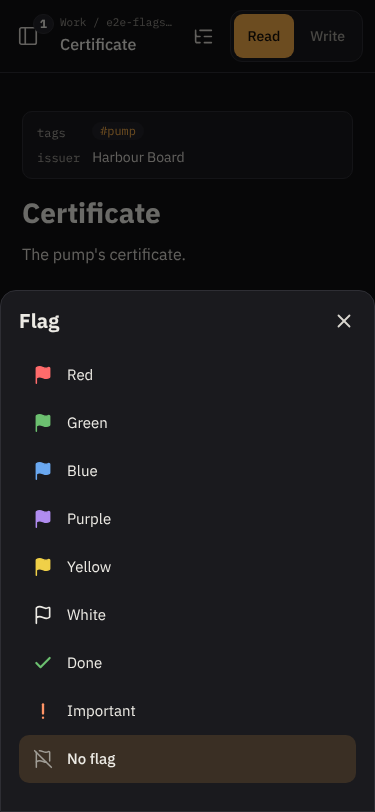 1
Work / e2e-flags…
Certificate
Read
Write
tags #pump
issuer Harbour Board
Certificate
The pump's certificate.
Flag
Red
Green
Blue
Purple
Yellow
White
Done
Important
No flag